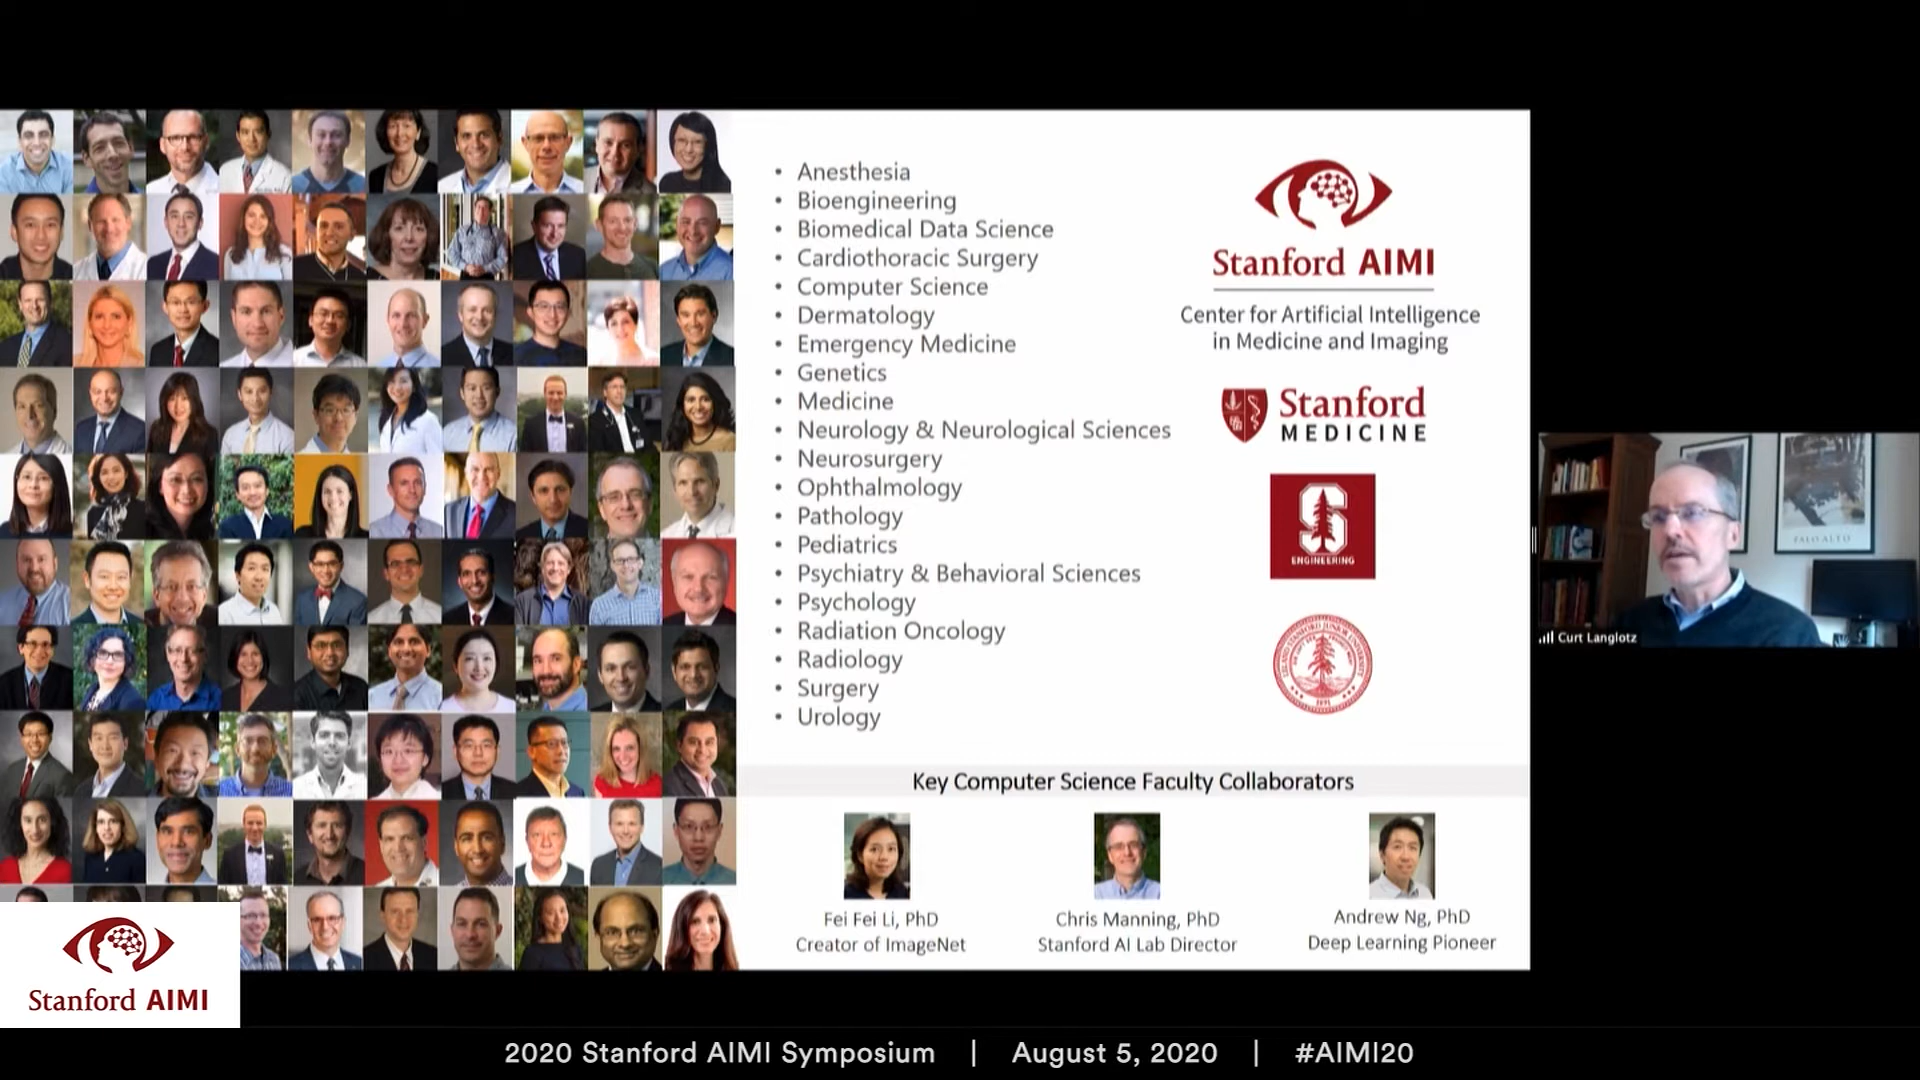 Anesthesia
Bioengineering
Biomedical Data Science
Cardiothoracic Surgery
Computer Science
Dermatology
Emergency Medicine
Genetics
Medicine
Neurology & Neurological Sciences
Neurosurgery
Ophthalmology
Pathology
Pediatrics
Psychiatry & Behavioral Sciences
Psychology
Radiation Oncology
Radiology
Surgery
Urology
Stanford AIMI
Center for Artificial Intelligence
in Medicine and Imaging
Stanford
MEDICINE
S
ENGINEERING
Key Computer Science Faculty Collaborators
Fei Fei Li, PhD
Creator of ImageNet
Chris Manning, PhD
Stanford AI Lab Director
Andrew Ng, PhD
Deep Learning Pioneer
PALO ALTO
Curt Langlotz
Stanford AIMI
2020 Stanford AIMI Symposium | August 5, 2020 | #AIMI20